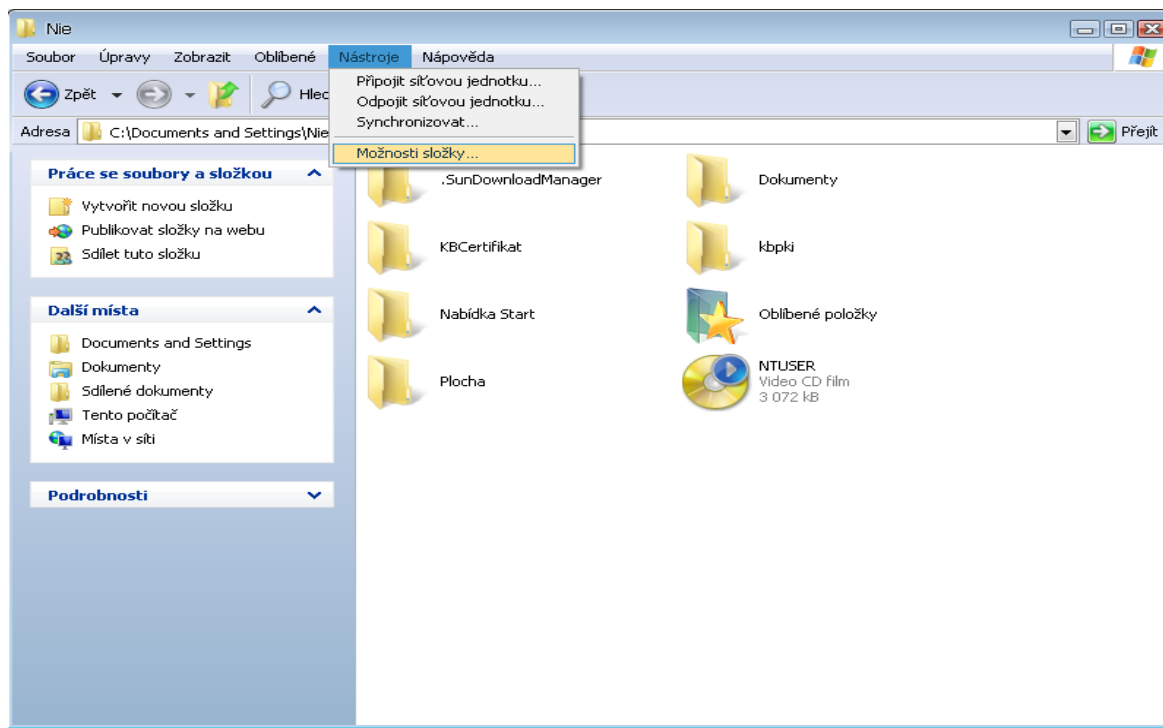 Nie
Soubor Úpravy Zobrazit Oblíbené Nástroje Nápověda
Zpět Hled
Připojit síťovou jednotku...
Odpojit síťovou jednotku...
Synchronizovat...
Možnosti složky...
Adresa C:\Documents and Settings\Nie Přejít
Práce se soubory a složkou
Vytvořit novou složku
Publikovat složky na webu
Sdílet tuto složku
Další místa
Documents and Settings
Dokumenty
Sdílené dokumenty
Tento počítač
Místa v síti
Podrobnosti
.SunDownloadManager
Dokumenty
KBCertifikat
kbpki
Nabídka Start
Oblíbené položky
Plocha
NTUSER
Video CD film
3 072 kB